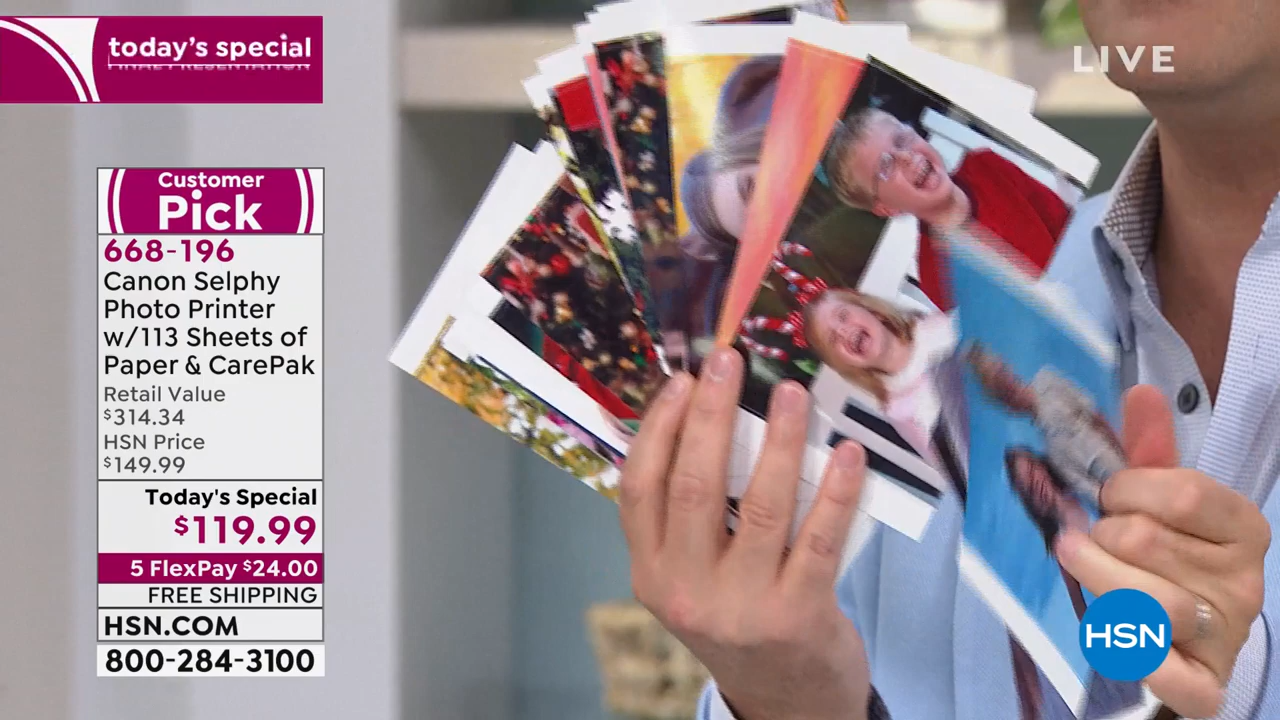 today's special
FINAL PRESENTATION
LIVE
Customer
Pick
668-196
Canon Selphy
Photo Printer
w/113 Sheets of
Paper & CarePak
Retail Value
$314.34
HSN Price
$149.99
Today's Special
$119.99
5 FlexPay $24.00
FREE SHIPPING
HSN.COM
800-284-3100
HSN